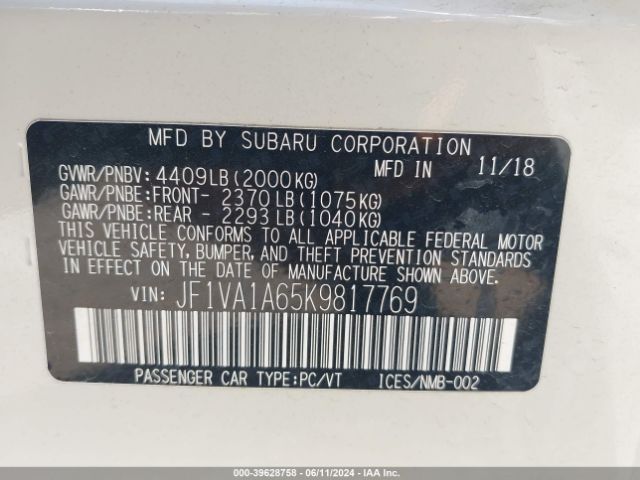 MFD BY SUBARU CORPORATION
GVWR/PNBV: 4409LB(2000KG) MFD IN 11/18
GAWR/PNBE:FRONT- 2370LB(1075KG)
GAWR/PNBE:REAR - 2293LB(1040KG)
THIS VEHICLE CONFORMS TO ALL APPLICABLE FEDERAL MOTOR
VEHICLE SAFETY, BUMPER, AND THEFT PREVENTION STANDARDS
IN EFFECT ON THE DATE OF MANUFACTURE SHOWN ABOVE.
VIN: JF1VA1A65K9817769
PASSENGER CAR TYPE:PC/VT ICES/NMB-002
000-39628758 - 06/11/2024 - IAA Inc.